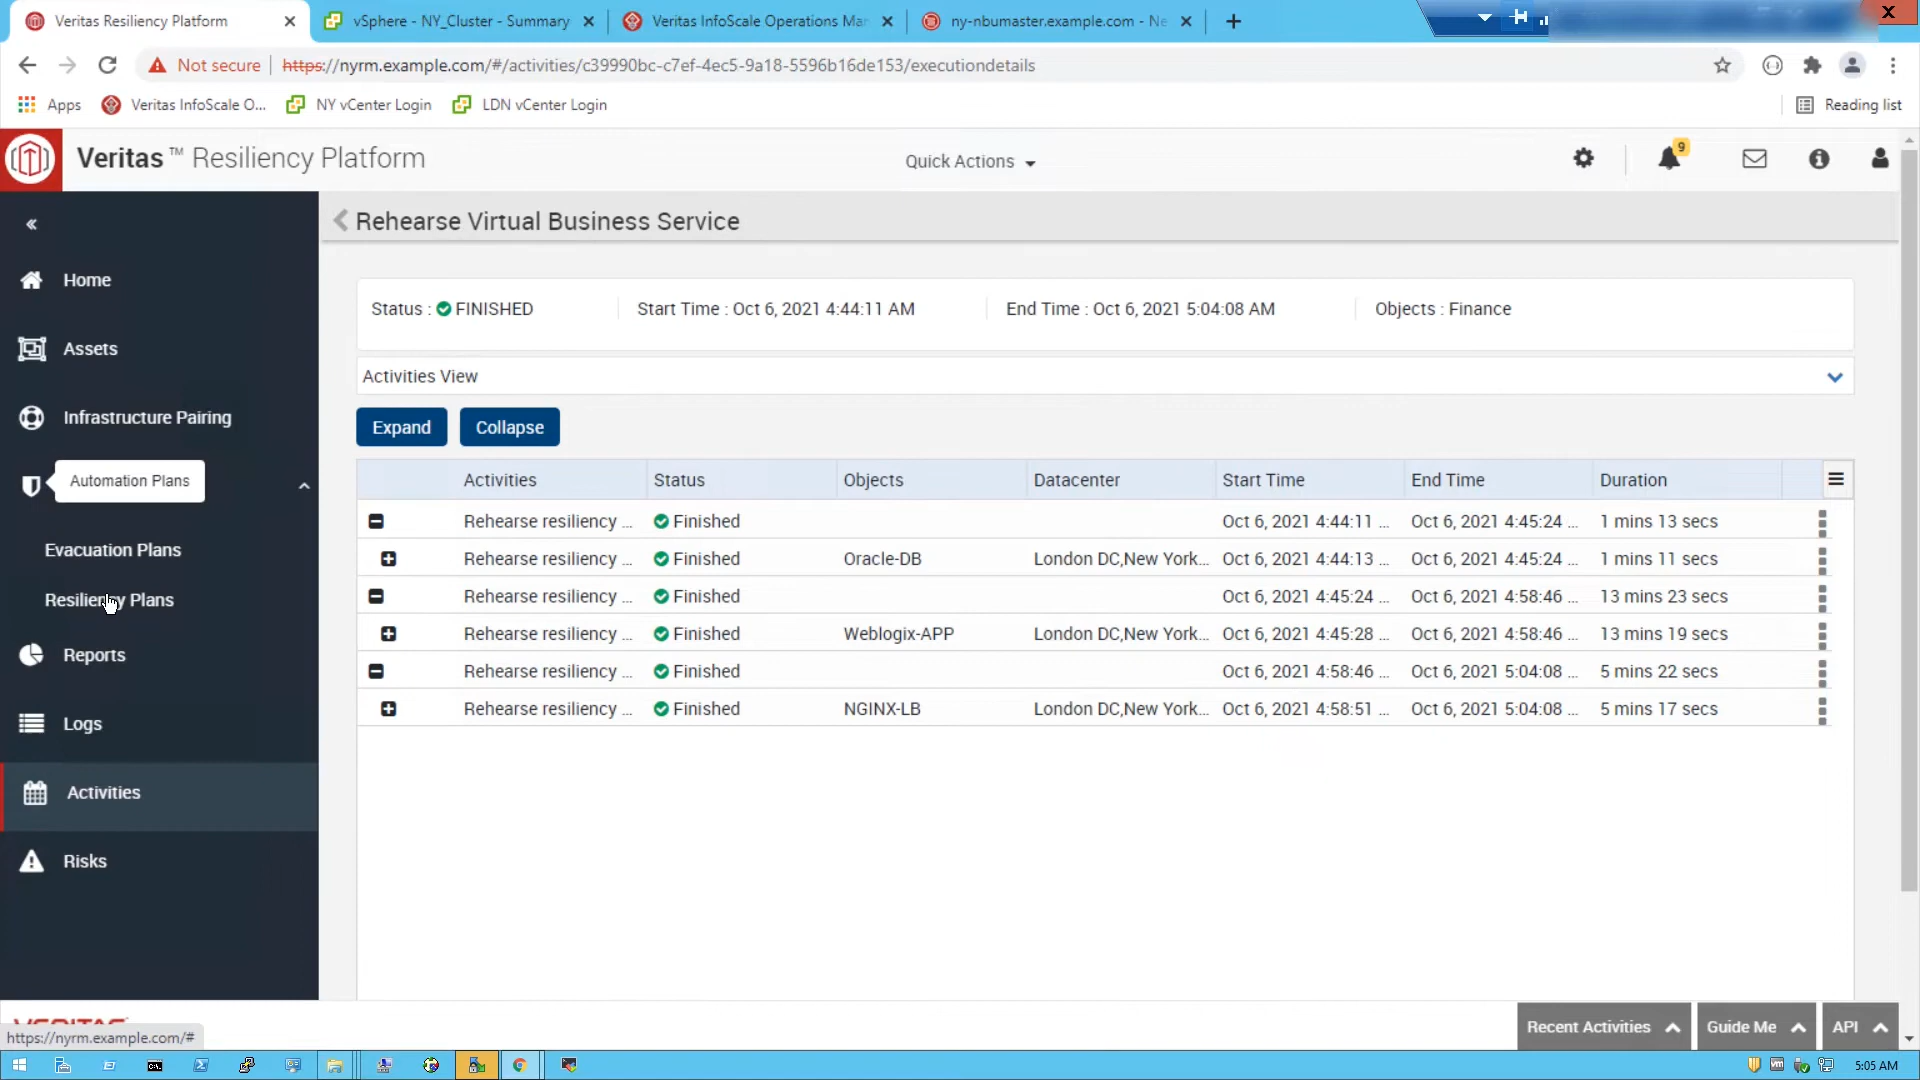 Veritas Resiliency Platform
vSphere - NY_Cluster - Summary
Veritas InfoScale Operations Ma
ny-nbumaster.example.com - Ne
Not secure
https://nyrm.example.com/#/activities/c39990bc-c7ef-4ec5-9a18-5596b16de153/executiondetails
Apps
Veritas InfoScale O...
NY vCenter Login
LDN vCenter Login
Reading list
Veritas™ Resiliency Platform
Quick Actions
9
Home
Assets
Infrastructure Pairing
Automation Plans
Evacuation Plans
Resiliency Plans
Reports
Logs
Activities
Risks
Rehearse Virtual Business Service
Status : FINISHED
Start Time : Oct 6, 2021 4:44:11 AM
End Time : Oct 6, 2021 5:04:08 AM
Objects : Finance
Activities View
Expand
Collapse
Activities Status Objects Datacenter Start Time End Time Duration
Rehearse resiliency ... Finished Oct 6, 2021 4:44:11 ... Oct 6, 2021 4:45:24 ... 1 mins 13 secs
Rehearse resiliency ... Finished Oracle-DB London DC,New York... Oct 6, 2021 4:44:13 ... Oct 6, 2021 4:45:24 ... 1 mins 11 secs
Rehearse resiliency ... Finished Oct 6, 2021 4:45:24 ... Oct 6, 2021 4:58:46 ... 13 mins 23 secs
Rehearse resiliency ... Finished Weblogix-APP London DC,New York... Oct 6, 2021 4:45:28 ... Oct 6, 2021 4:58:46 ... 13 mins 19 secs
Rehearse resiliency ... Finished Oct 6, 2021 4:58:46 ... Oct 6, 2021 5:04:08 ... 5 mins 22 secs
Rehearse resiliency ... Finished NGINX-LB London DC,New York... Oct 6, 2021 4:58:51 ... Oct 6, 2021 5:04:08 ... 5 mins 17 secs
VERITAS
https://nyrm.example.com/#
Recent Activities
Guide Me
API
5:05 AM